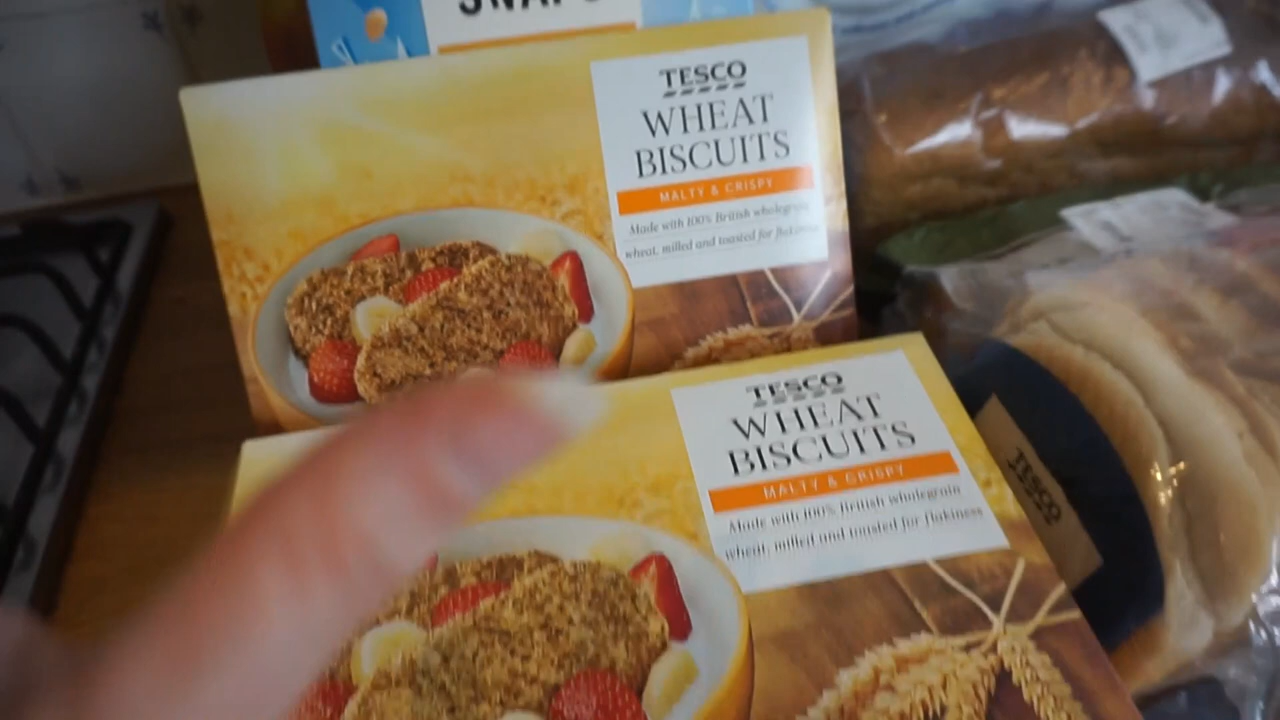 TESCO
WHEAT
BISCUITS
MALTY & CRISPY
Made with 100% British wholegrain
wheat, milled and toasted for
TESCO
WHEAT
BISCUITS
MALTY & CRISPY
Made with 100% British wholegrain
wheat, milled and toasted for flakiness
TESCO